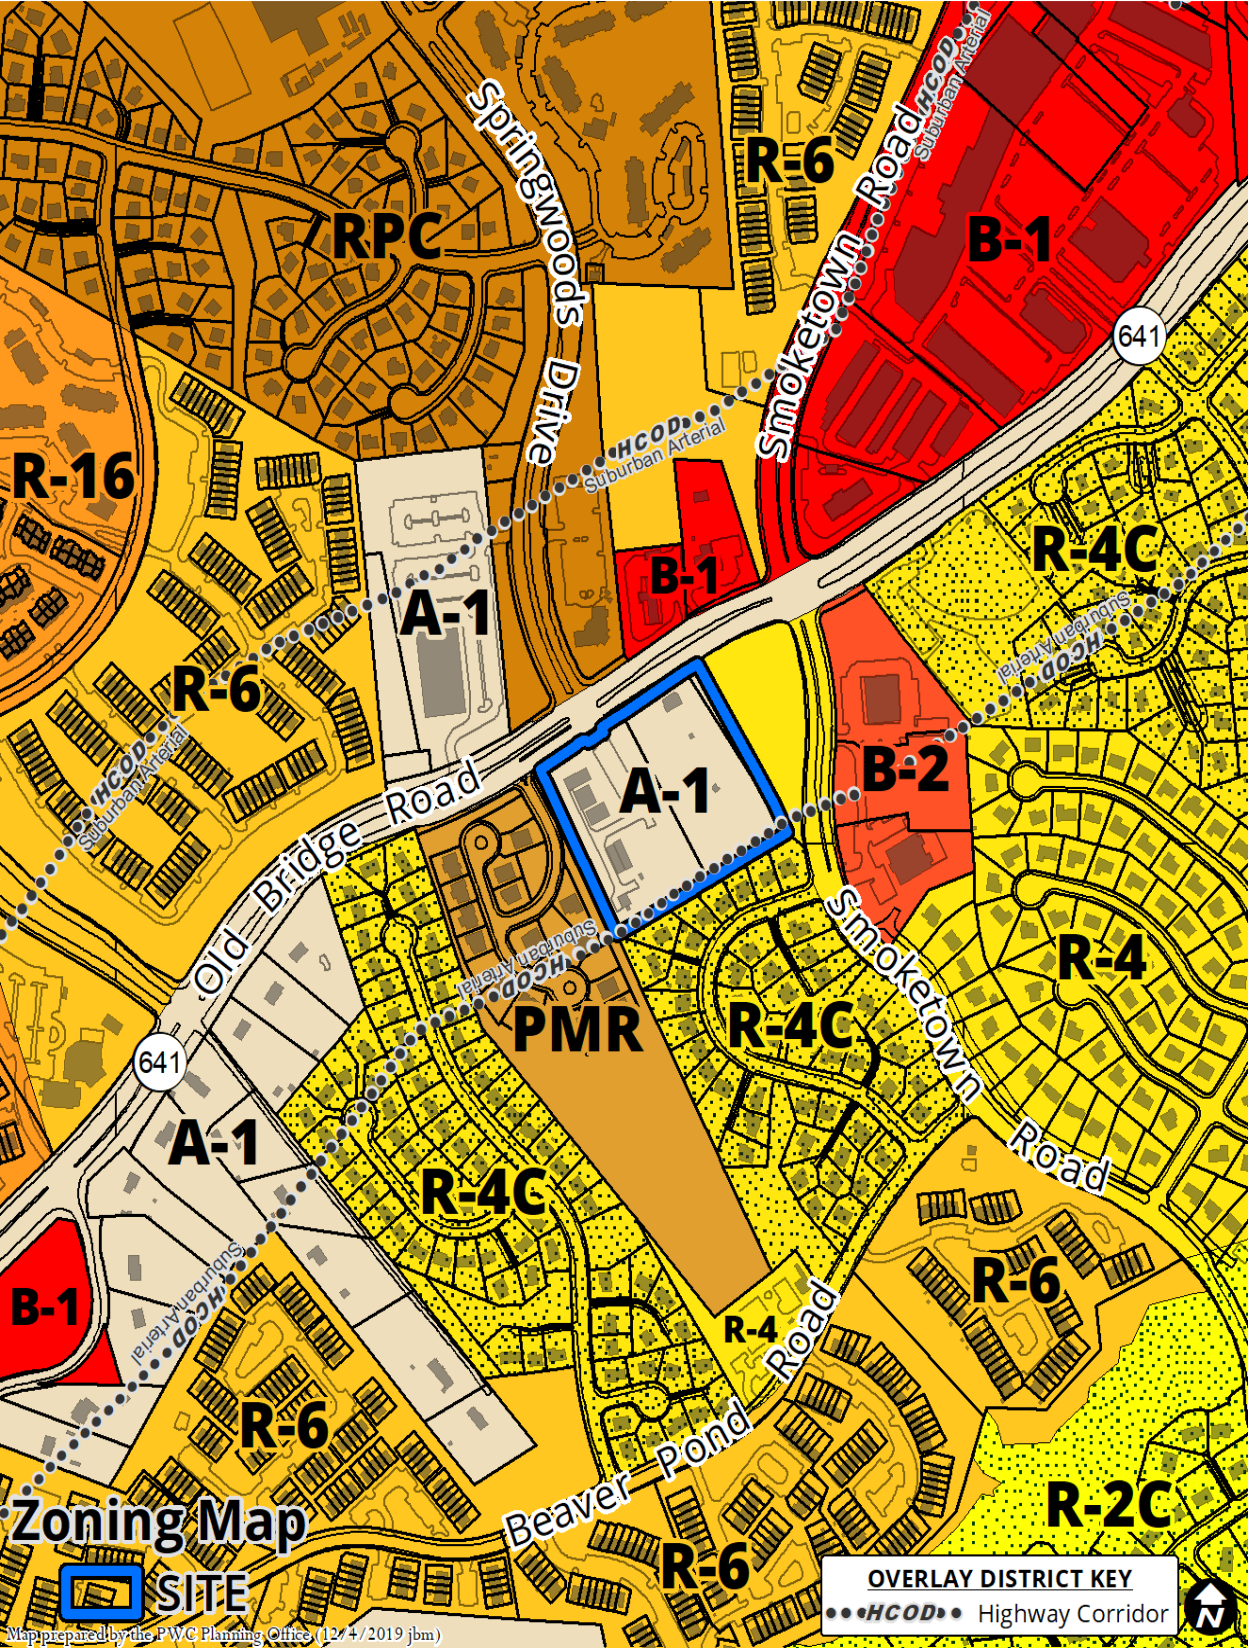 Springwoods Drive
HCOD
Suburban Arterial
R-6
Smoketown Road
RPC
B-1
641
HCOD
Suburban Arterial
R-16
R-4C
B-1
A-1
HCOD
Suburban Arterial
R-6
HCOD
Suburban Arterial
B-2
A-1
Old Bridge Road
Smoketown Road
R-4
HCOD
Suburban Arterial
PMR
R-4C
641
A-1
R-4C
HCOD
Suburban Arterial
B-1
R-6
R-4
Beaver Pond Road
R-6
R-2C
R-6
Zoning Map
SITE
Map prepared by the PWC Planning Office (12/4/2019 jbm)
OVERLAY DISTRICT KEY
HCOD Highway Corridor
N